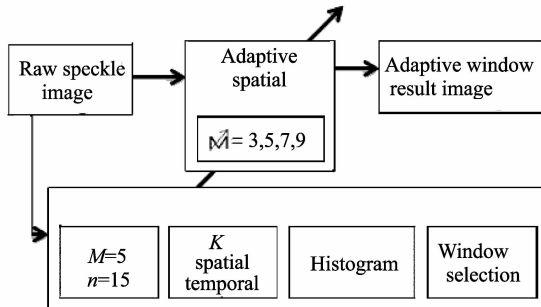 Raw speckle
image
Adaptive
spatial
M = 3,5,7,9
Adaptive window
result image
M=5
n=15
K
spatial
temporal
Histogram
Window
selection